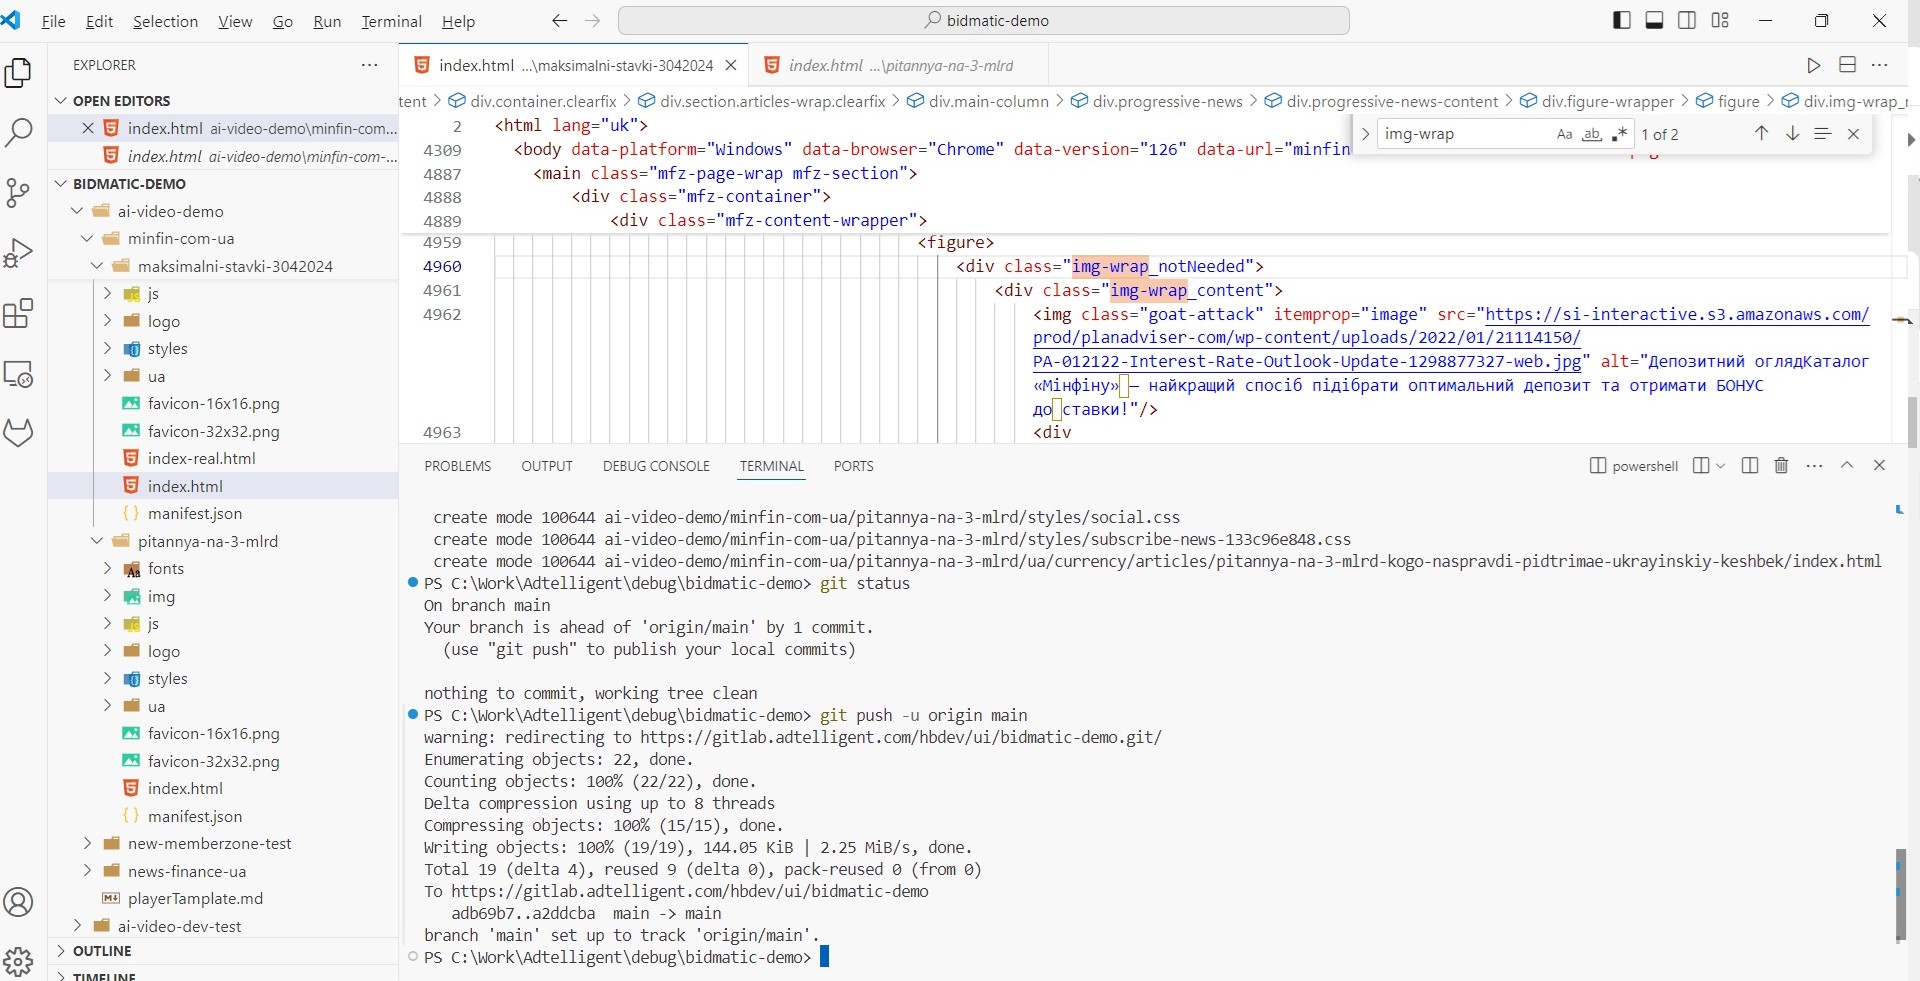 File Edit Selection View Go Run Terminal Help
bidmatic-demo
EXPLORER
OPEN EDITORS
index.html ai-video-demo\minfin-com...
index.html ai-video-demo\minfin-com-...
BIDMATIC-DEMO
ai-video-demo
minfin-com-ua
maksimalni-stavki-3042024
js
logo
styles
ua
favicon-16x16.png
favicon-32x32.png
index-real.html
index.html
manifest.json
pitannya-na-3-mlrd
fonts
img
js
logo
styles
ua
favicon-16x16.png
favicon-32x32.png
index.html
manifest.json
new-memberzone-test
news-finance-ua
playerTamplate.md
ai-video-dev-test
OUTLINE
TIMELINE
index.html ...\maksimalni-stavki-3042024
index.html ...\pitannya-na-3-mlrd
tent > div.container.clearfix > div.section.articles-wrap.clearfix > div.main-column > div.progressive-news > div.progressive-news-content > div.figure-wrapper > figure > div.img-wrap_
img-wrap Aa ab 1 of 2
2 <html lang="uk">
4309 <body data-platform="Windows" data-browser="Chrome" data-version="126" data-url="minfin
4887 <main class="mfz-page-wrap mfz-section">
4888 <div class="mfz-container">
4889 <div class="mfz-content-wrapper">
4959 <figure>
4960 <div class="img-wrap_notNeeded">
4961 <div class="img-wrap_content">
4962 <img class="goat-attack" itemprop="image" src="https://si-interactive.s3.amazonaws.com/
prod/planadviser-com/wp-content/uploads/2022/01/21114150/
PA-012122-Interest-Rate-Outlook-Update-1298877327-web.jpg" alt="Депозитний оглядКаталог
«Мінфіну» — найкращий спосіб підібрати оптимальний депозит та отримати БОНУС
до ставки!"/>
4963 <div
PROBLEMS OUTPUT DEBUG CONSOLE TERMINAL PORTS
powershell
create mode 100644 ai-video-demo/minfin-com-ua/pitannya-na-3-mlrd/styles/social.css
create mode 100644 ai-video-demo/minfin-com-ua/pitannya-na-3-mlrd/styles/subscribe-news-133c96e848.css
create mode 100644 ai-video-demo/minfin-com-ua/pitannya-na-3-mlrd/ua/currency/articles/pitannya-na-3-mlrd-kogo-naspravdi-pidtrimae-ukrayinskiy-keshbek/index.html
PS C:\Work\Adtelligent\debug\bidmatic-demo> git status
On branch main
Your branch is ahead of 'origin/main' by 1 commit.
(use "git push" to publish your local commits)
nothing to commit, working tree clean
PS C:\Work\Adtelligent\debug\bidmatic-demo> git push -u origin main
warning: redirecting to https://gitlab.adtelligent.com/hbdev/ui/bidmatic-demo.git/
Enumerating objects: 22, done.
Counting objects: 100% (22/22), done.
Delta compression using up to 8 threads
Compressing objects: 100% (15/15), done.
Writing objects: 100% (19/19), 144.05 KiB | 2.25 MiB/s, done.
Total 19 (delta 4), reused 9 (delta 0), pack-reused 0 (from 0)
To https://gitlab.adtelligent.com/hbdev/ui/bidmatic-demo
adb69b7..a2ddcba main -> main
branch 'main' set up to track 'origin/main'.
PS C:\Work\Adtelligent\debug\bidmatic-demo>